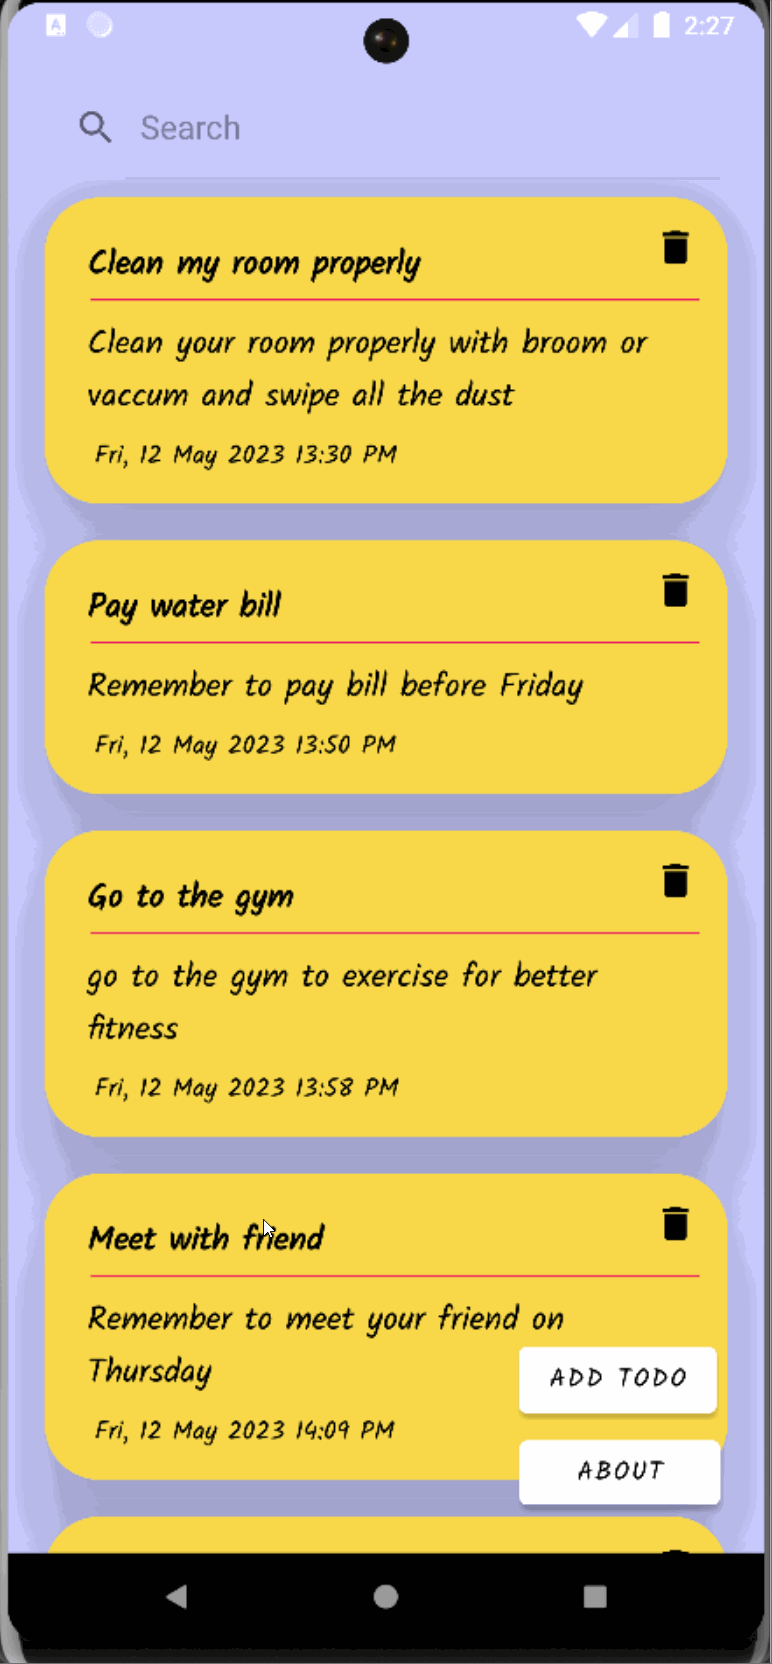 2:27
Search
Clean my room properly
Clean your room properly with broom or
vaccum and swipe all the dust
Fri, 12 May 2023 13:30 PM
Pay water bill
Remember to pay bill before Friday
Fri, 12 May 2023 13:50 PM
Go to the gym
go to the gym to exercise for better
fitness
Fri, 12 May 2023 13:58 PM
Meet with friend
Remember to meet your friend on
Thursday
ADD TODO
Fri, 12 May 2023 14:09 PM
ABOUT